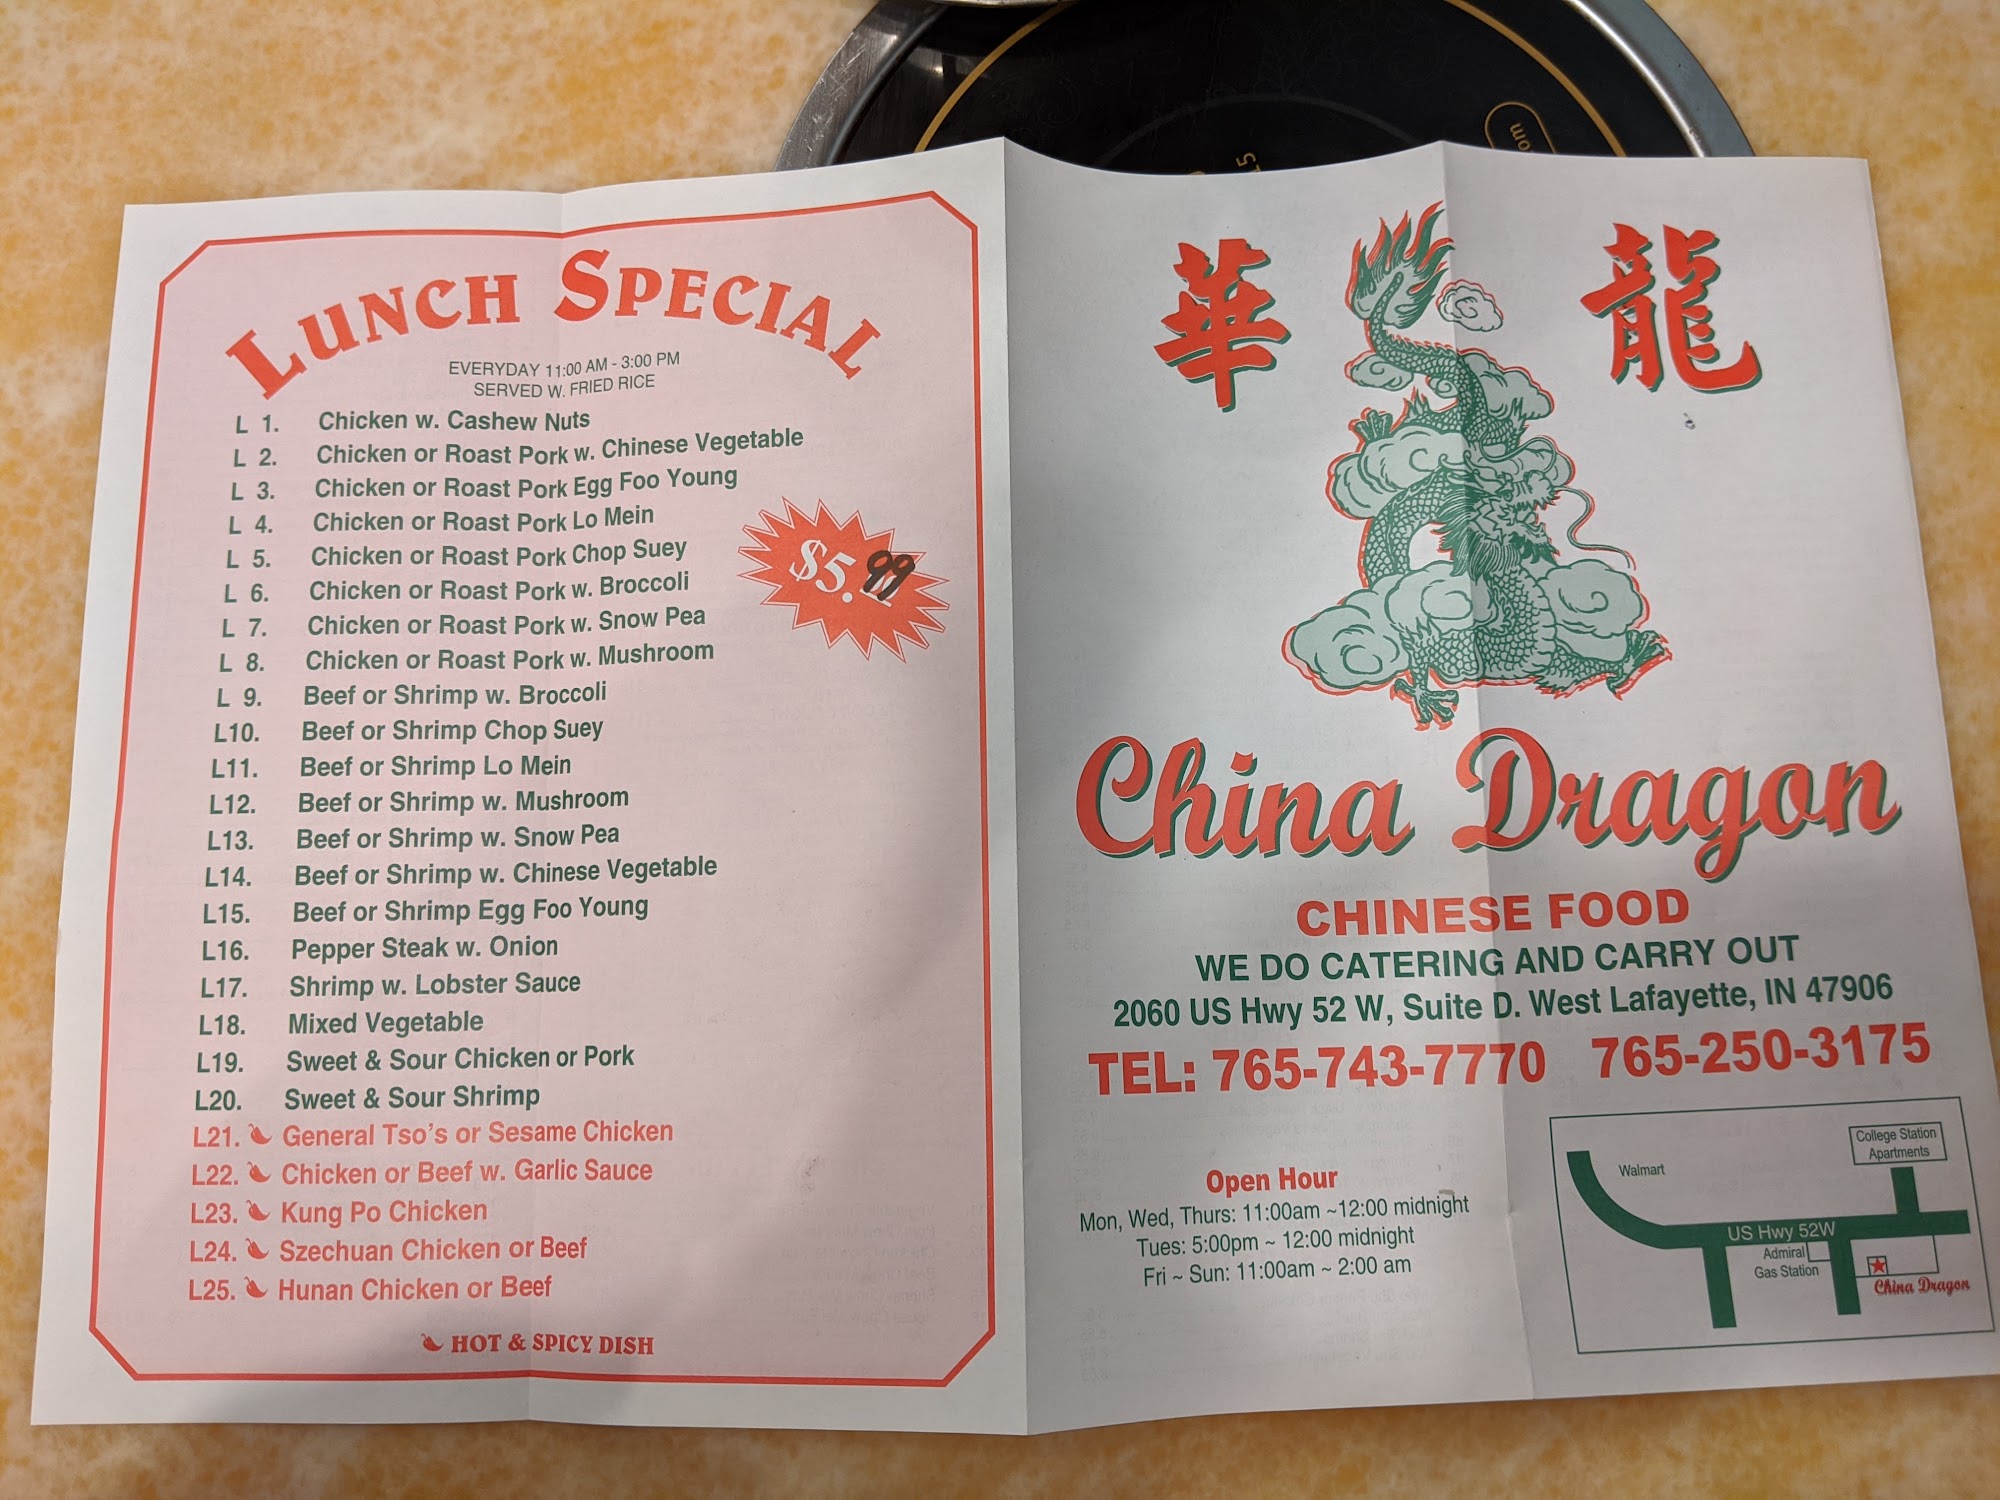 LUNCH SPECIAL
EVERYDAY 11:00 AM - 3:00 PM
SERVED W. FRIED RICE
L 1. Chicken w. Cashew Nuts
L 2. Chicken or Roast Pork w. Chinese Vegetable
L 3. Chicken or Roast Pork Egg Foo Young
L 4. Chicken or Roast Pork Lo Mein
L 5. Chicken or Roast Pork Chop Suey
L 6. Chicken or Roast Pork w. Broccoli
L 7. Chicken or Roast Pork w. Snow Pea
L 8. Chicken or Roast Pork w. Mushroom
L 9. Beef or Shrimp w. Broccoli
L10. Beef or Shrimp Chop Suey
L11. Beef or Shrimp Lo Mein
L12. Beef or Shrimp w. Mushroom
L13. Beef or Shrimp w. Snow Pea
L14. Beef or Shrimp w. Chinese Vegetable
L15. Beef or Shrimp Egg Foo Young
L16. Pepper Steak w. Onion
L17. Shrimp w. Lobster Sauce
L18. Mixed Vegetable
L19. Sweet & Sour Chicken or Pork
L20. Sweet & Sour Shrimp
L21. General Tso's or Sesame Chicken
L22. Chicken or Beef w. Garlic Sauce
L23. Kung Po Chicken
L24. Szechuan Chicken or Beef
L25. Hunan Chicken or Beef
HOT & SPICY DISH
$5.99
華 龍
China Dragon
CHINESE FOOD
WE DO CATERING AND CARRY OUT
2060 US Hwy 52 W, Suite D. West Lafayette, IN 47906
TEL: 765-743-7770 765-250-3175
Open Hour
Mon, Wed, Thurs: 11:00am ~12:00 midnight
Tues: 5:00pm ~ 12:00 midnight
Fri ~ Sun: 11:00am ~ 2:00 am
College Station
Apartments
Walmart
US Hwy 52W
Admiral
Gas Station
China Dragon